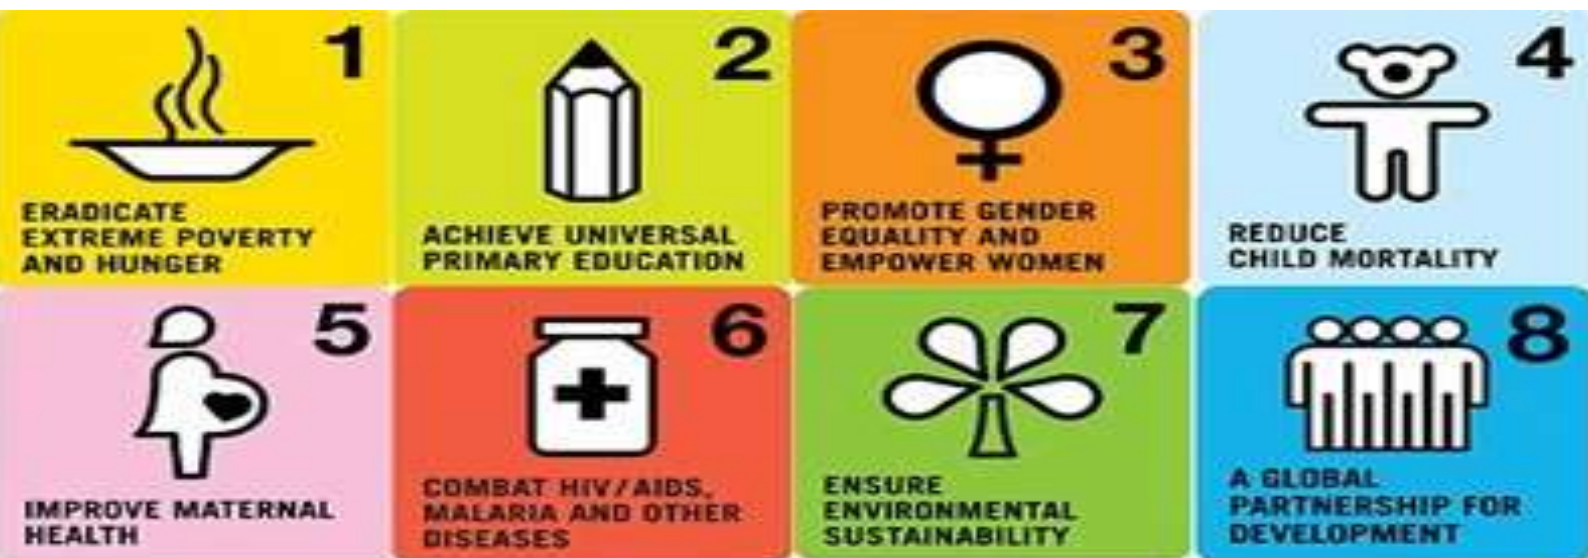 1
ERADICATE
EXTREME POVERTY
AND HUNGER
2
ACHIEVE UNIVERSAL
PRIMARY EDUCATION
3
PROMOTE GENDER
EQUALITY AND
EMPOWER WOMEN
4
REDUCE
CHILD MORTALITY
5
IMPROVE MATERNAL
HEALTH
6
COMBAT HIV/AIDS,
MALARIA AND OTHER
DISEASES
7
ENSURE
ENVIRONMENTAL
SUSTAINABILITY
8
A GLOBAL
PARTNERSHIP FOR
DEVELOPMENT